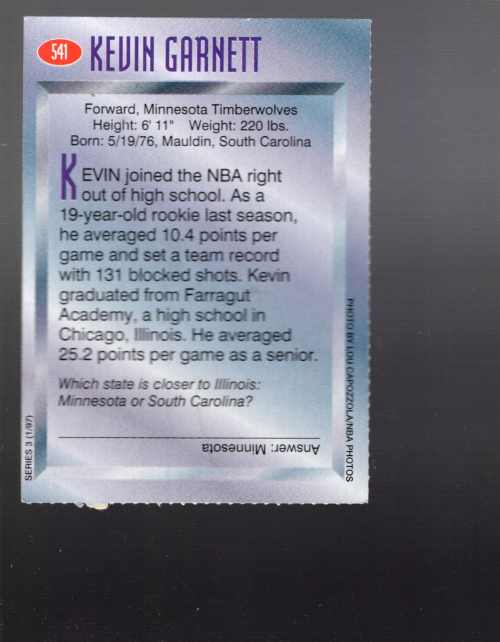 541 KEVIN GARNETT
Forward, Minnesota Timberwolves
Height: 6' 11" Weight: 220 lbs.
Born: 5/19/76, Mauldin, South Carolina
KEVIN joined the NBA right
out of high school. As a
19-year-old rookie last season,
he averaged 10.4 points per
game and set a team record
with 131 blocked shots. Kevin
graduated from Farragut
Academy, a high school in
Chicago, Illinois. He averaged
25.2 points per game as a senior.
Which state is closer to Illinois:
Minnesota or South Carolina?
Answer: Minnesota
SERIES 3 (1/97)
PHOTO BY LOU CAPOZZOLA/NBA PHOTOS